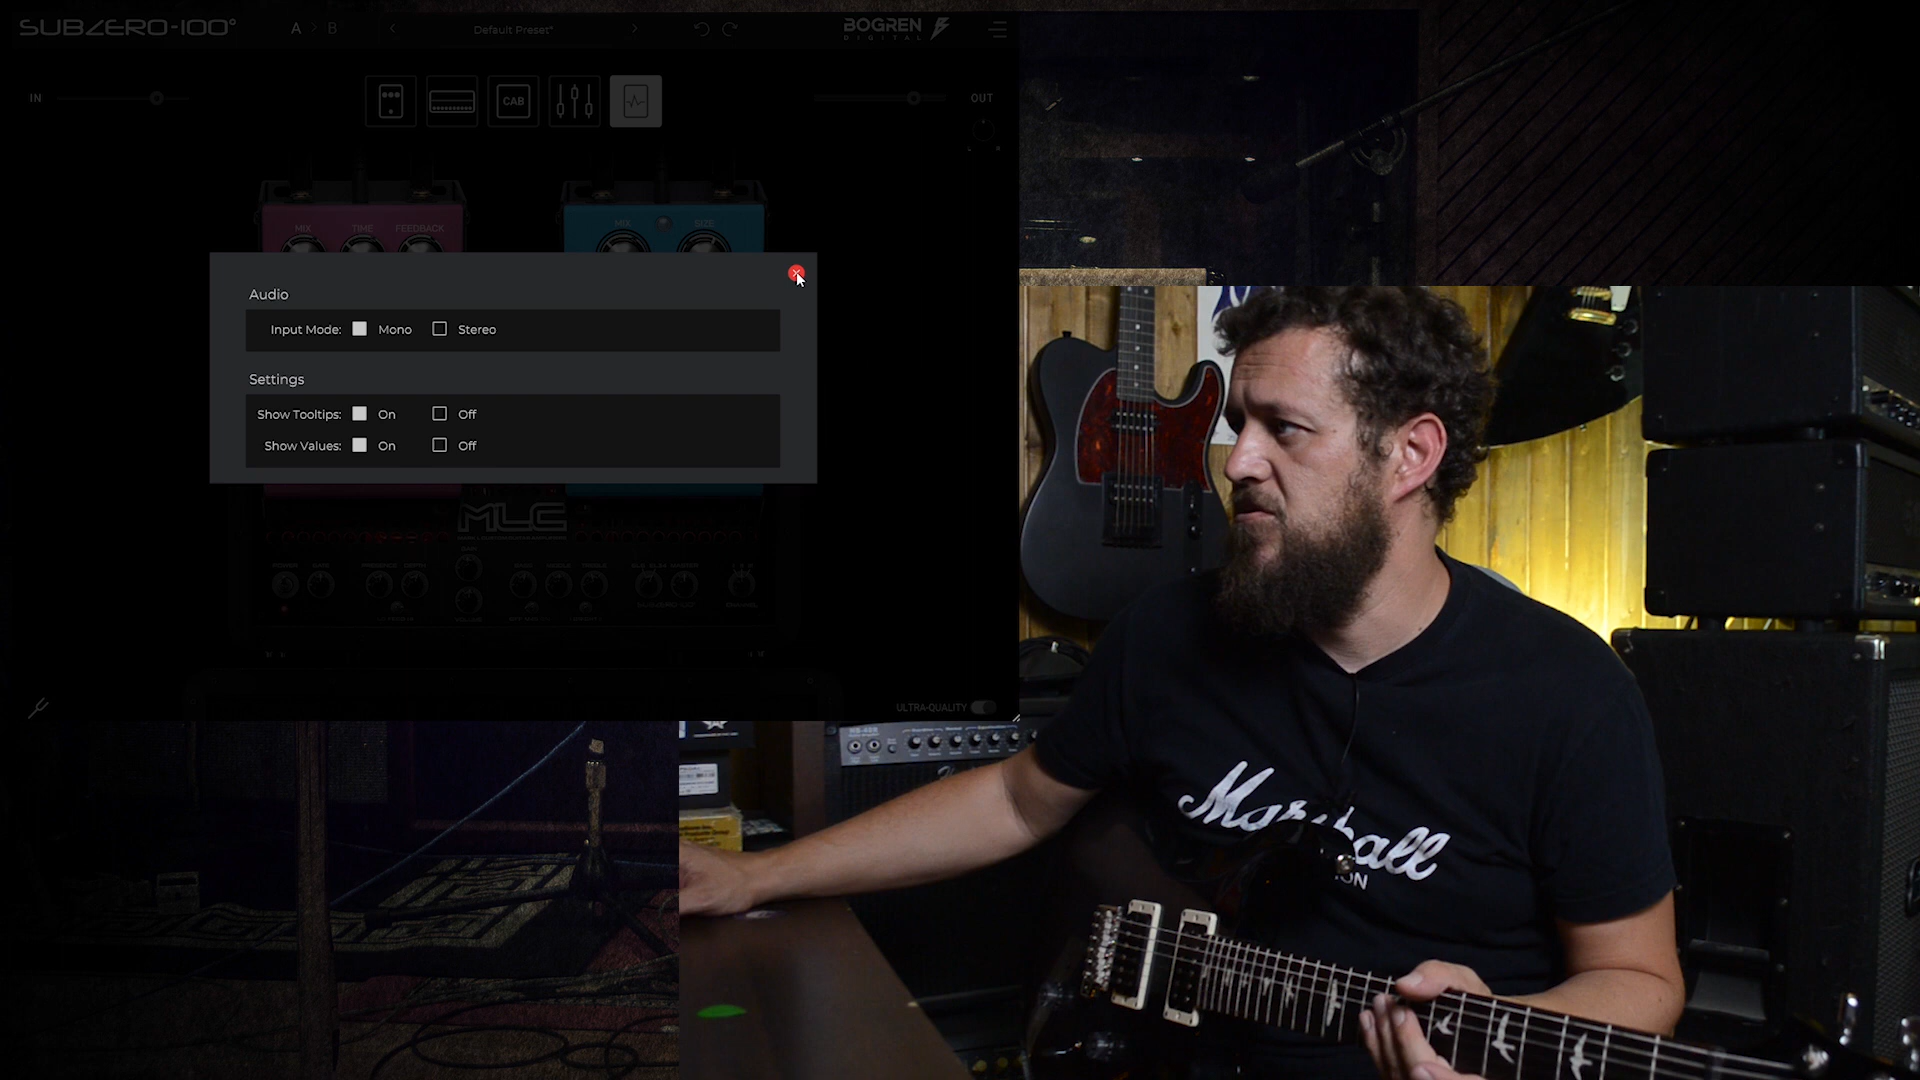 SUBZERO-100°
A > B
Default Preset*
BOGREN
DIGITAL
IN
CAB
OUT
MIX TIME FEEDBACK
MIX SIZE
Audio
Input Mode: Mono Stereo
Settings
Show Tooltips: On Off
Show Values: On Off
MLC
ULTRA-QUALITY
Marshall